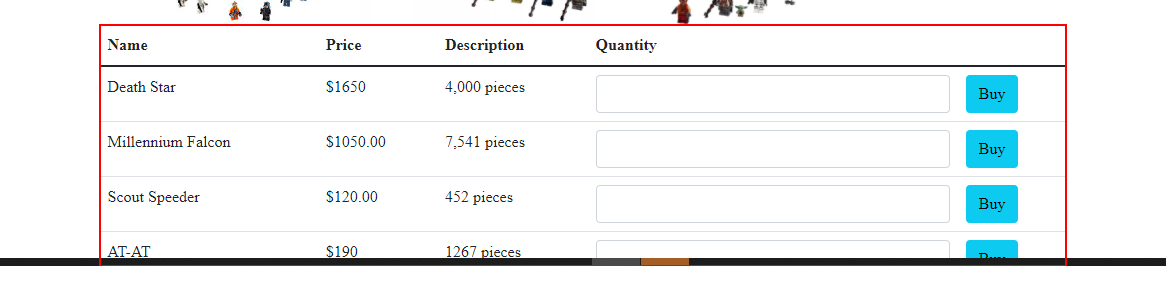 Name Price Description Quantity
Death Star $1650 4,000 pieces Buy
Millennium Falcon $1050.00 7,541 pieces Buy
Scout Speeder $120.00 452 pieces Buy
AT-AT $190 1267 pieces Buy